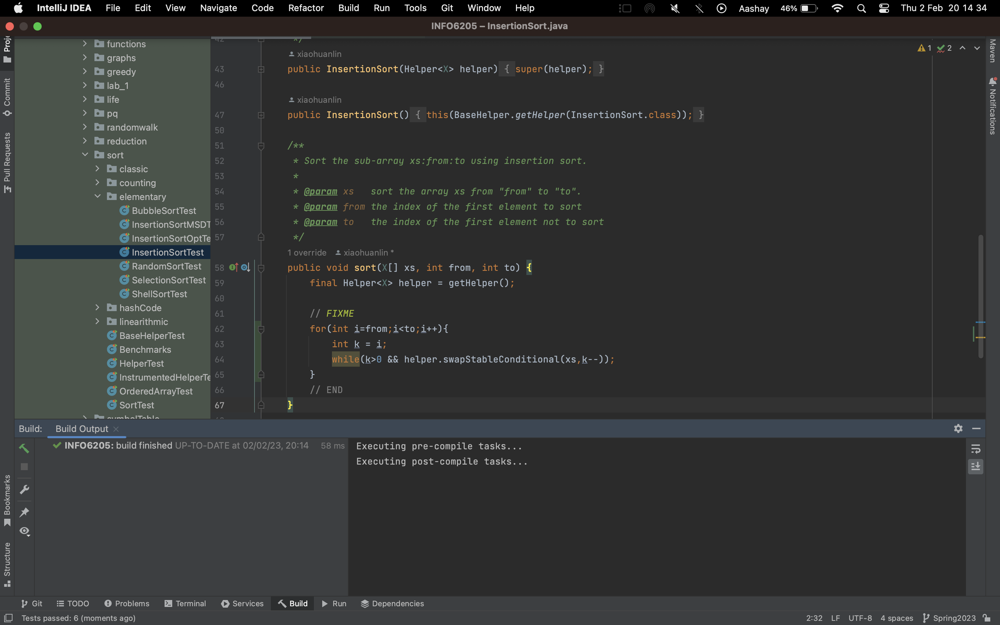 IntelliJ IDEA File Edit View Navigate Code Refactor Build Run Tools Git Window Help Aashay 46% Thu 2 Feb 20 14 34
INFO6205 – InsertionSort.java
Commit
Pull Requests
Bookmarks
Structure
functions
graphs
greedy
lab_1
life
pq
randomwalk
reduction
sort
classic
counting
elementary
BubbleSortTest
InsertionSortMSDT
InsertionSortOptTe
InsertionSortTest
RandomSortTest
SelectionSortTest
ShellSortTest
hashCode
linearithmic
BaseHelperTest
Benchmarks
HelperTest
InstrumentedHelperTe
OrderedArrayTest
SortTest
1 2
42 */
xiaohuanlin
43 public InsertionSort(Helper<X> helper) { super(helper); }
46
xiaohuanlin
47 public InsertionSort() { this(BaseHelper.getHelper(InsertionSort.class)); }
50
51 /**
52 * Sort the sub-array xs:from:to using insertion sort.
53 *
54 * @param xs sort the array xs from "from" to "to".
55 * @param from the index of the first element to sort
56 * @param to the index of the first element not to sort
57 */
1 override xiaohuanlin *
58 public void sort(X[] xs, int from, int to) {
59 final Helper<X> helper = getHelper();
60
61 // FIXME
62 for(int i=from;i<to;i++){
63 int k = i;
64 while(k>0 && helper.swapStableConditional(xs,k--));
65 }
66 // END
67 }
Maven
Notifications
Build: Build Output
INFO6205: build finished UP-TO-DATE at 02/02/23, 20:14 58 ms
Executing pre-compile tasks...
Executing post-compile tasks...
Git TODO Problems Terminal Services Build Run Dependencies
Tests passed: 6 (moments ago) 2:32 LF UTF-8 4 spaces Spring2023